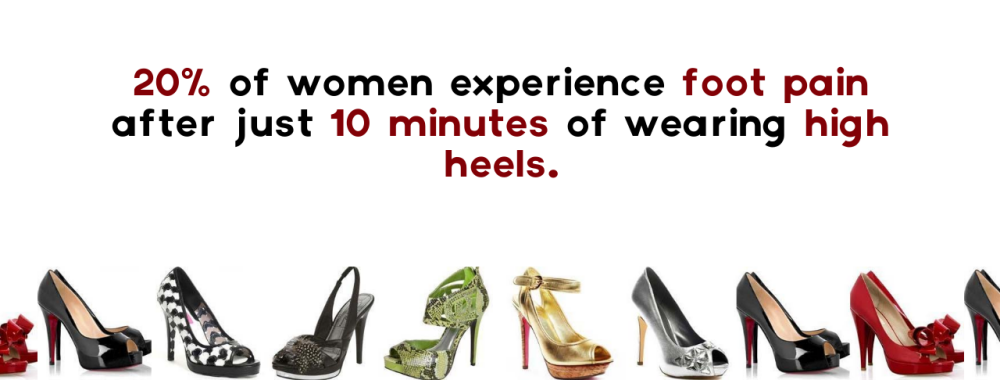 20% of women experience foot pain
after just 10 minutes of wearing high
heels.